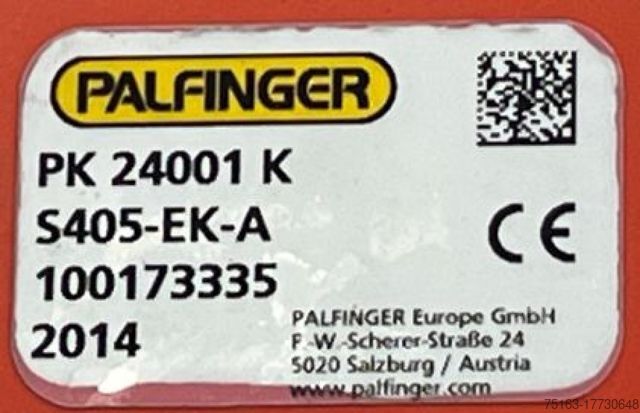 PALFINGER
PK 24001 K
S405-EK-A
100173335
2014
PALFINGER Europe GmbH
F.-W.-Scherer-Straße 24
5020 Salzburg / Austria
www.palfinger.com
CE
75163-17730648